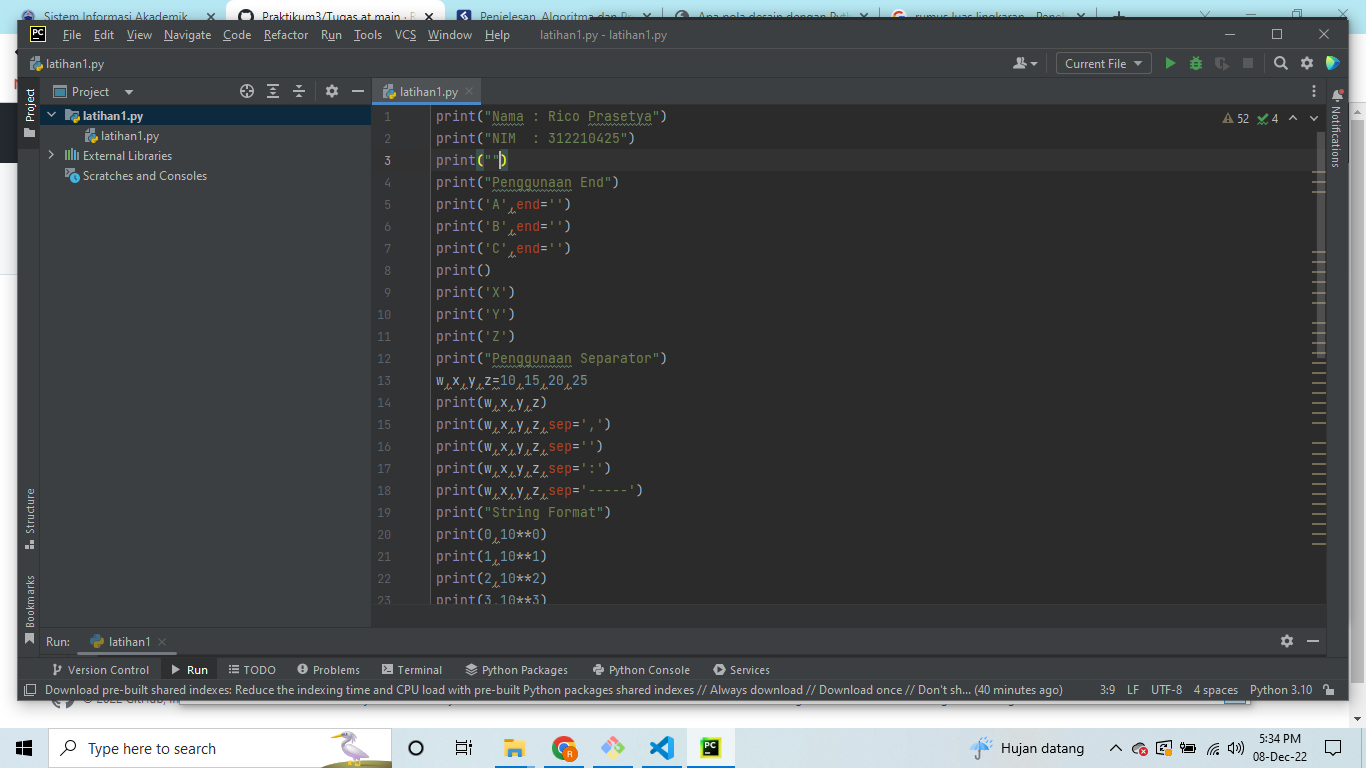 Sistem Informasi Akademik
Praktikum3/Tugas at main
Penjelasan, Algoritma dan
Apa pola desain dengan
rumus luas lingkaran
File Edit View Navigate Code Refactor Run Tools VCS Window Help latihan1.py - latihan1.py
latihan1.py
Current File
Project
latihan1.py
latihan1.py
latihan1.py
External Libraries
Scratches and Consoles
Project
Structure
Bookmarks
Notifications
52 4
1 print("Nama : Rico Prasetya")
2 print("NIM  : 312210425")
3 print("")
4 print("Penggunaan End")
5 print('A',end='')
6 print('B',end='')
7 print('C',end='')
8 print()
9 print('X')
10 print('Y')
11 print('Z')
12 print("Penggunaan Separator")
13 w,x,y,z=10,15,20,25
14 print(w,x,y,z)
15 print(w,x,y,z,sep=',')
16 print(w,x,y,z,sep='')
17 print(w,x,y,z,sep=':')
18 print(w,x,y,z,sep='-----')
19 print("String Format")
20 print(0,10**0)
21 print(1,10**1)
22 print(2,10**2)
23 print(3,10**3)
Run: latihan1
Version Control Run TODO Problems Terminal Python Packages Python Console Services
Download pre-built shared indexes: Reduce the indexing time and CPU load with pre-built Python packages shared indexes // Always download // Download once // Don't sh... (40 minutes ago) 3:9 LF UTF-8 4 spaces Python 3.10
Type here to search
Hujan datang
5:34 PM
08-Dec-22